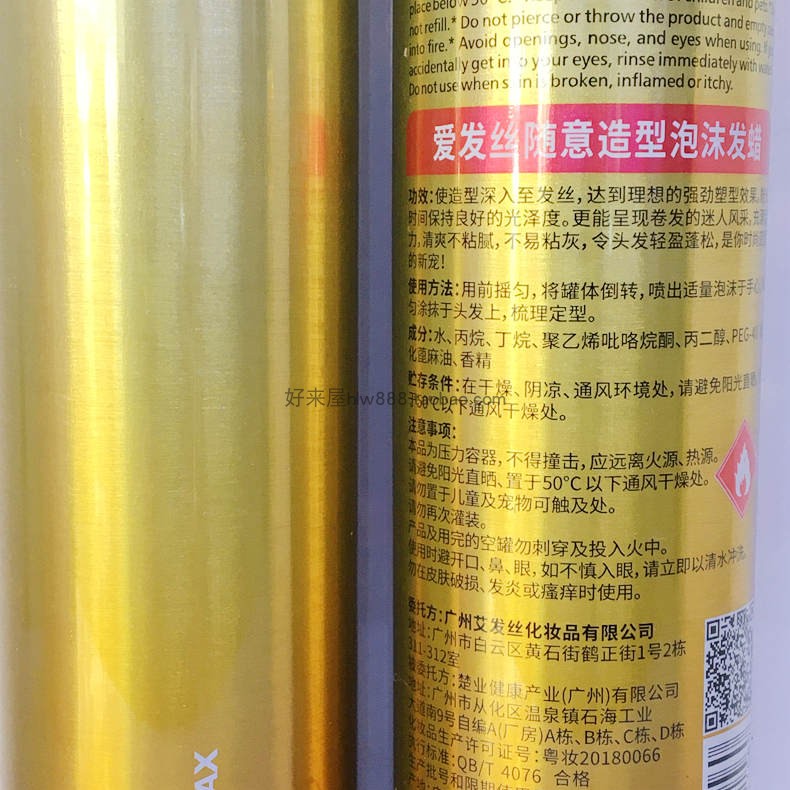 place below 50°C.
not refill.* Do not pierce or throw the product and empty
into fire.* Avoid openings, nose, and eyes when using. If
accidentally get into your eyes, rinse immediately with
Do not use when skin is broken, inflamed or itchy.
爱发丝随意造型泡沫发蜡
功效:使造型深入至发丝,达到理想的强劲塑型效果,
时间保持良好的光泽度。更能呈现卷发的迷人风采,
力,清爽不粘腻,不易粘灰,令头发轻盈蓬松,是你时尚
的新宠!
使用方法:用前摇匀,将罐体倒转,喷出适量泡沫于手心
匀涂抹于头发上,梳理定型。
成分:水、丙烷、丁烷、聚乙烯吡咯烷酮、丙二醇、PEG-40
化蓖麻油、香精
贮存条件:在干燥、阴凉、通风环境处,请避免阳光直晒
50℃以下通风干燥处。
好来屋hw888.taobao.com
注意事项:
本品为压力容器,不得撞击,应远离火源、热源。
请避免阳光直晒、置于50℃以下通风干燥处。
请勿置于儿童及宠物可触及处。
请勿再次灌装。
产品及用完的空罐勿刺穿及投入火中。
使用时避开口、鼻、眼,如不慎入眼,请立即以清水冲洗。
勿在皮肤破损、发炎或瘙痒时使用。
委托方:广州艾发丝化妆品有限公司
地址:广州市白云区黄石街鹤正街1号2栋
311-312室
被委托方:楚业健康产业(广州)有限公司
地址:广州市从化区温泉镇石海工业
大道南9号自编A(厂房)A栋、B栋、C栋、D栋
化妆品生产许可证号:粤妆20180066
执行标准:QB/T 4076 合格
生产批号和限期使用
AX